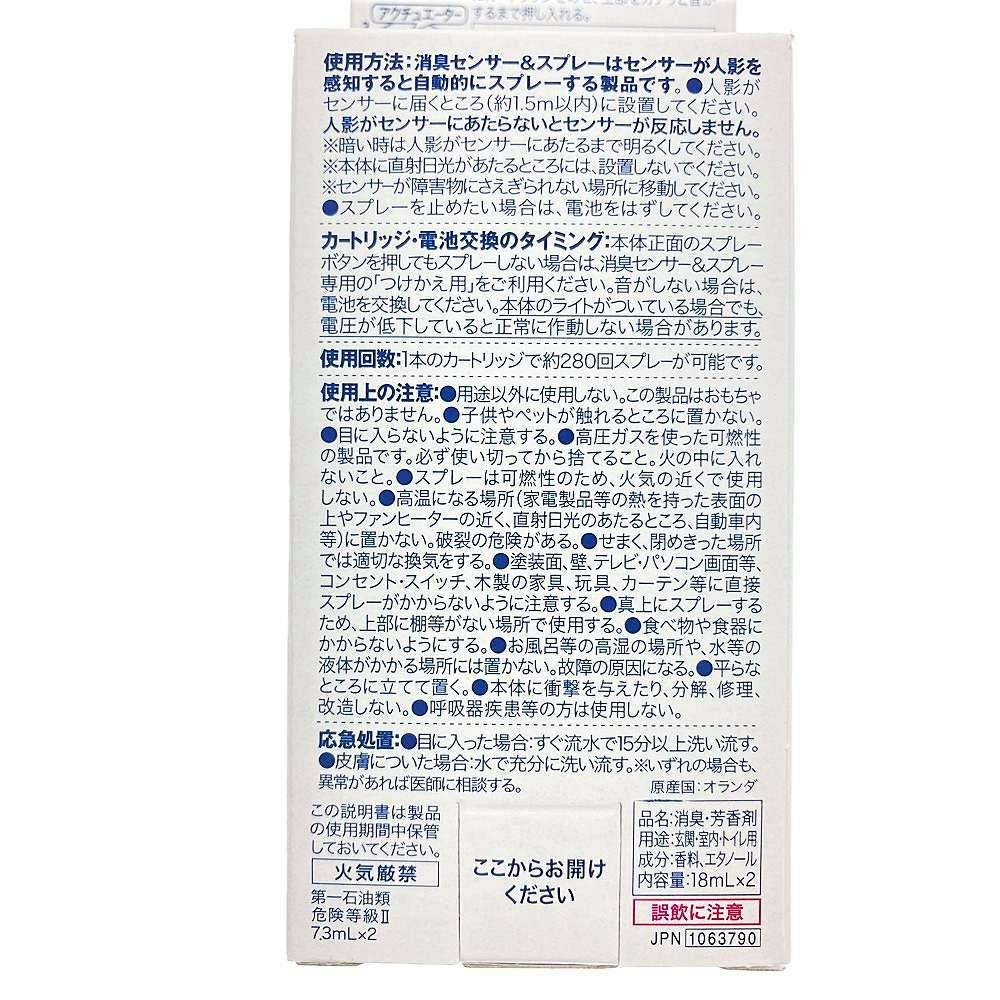 アクチュエーター
するまで押し入れる。
使用方法:消臭センサー&スプレーはセンサーが人影を
感知すると自動的にスプレーする製品です。●人影が
センサーに届くところ(約1.5m以内)に設置してください。
人影がセンサーにあたらないとセンサーが反応しません。
※暗い時は人影がセンサーにあたるまで明るくしてください。
※本体に直射日光があたるところには、設置しないでください。
※センサーが障害物にさえぎられない場所に移動してください。
●スプレーを止めたい場合は、電池をはずしてください。
カートリッジ・電池交換のタイミング:本体正面のスプレー
ボタンを押してもスプレーしない場合は、消臭センサー&スプレー
専用の「つけかえ用」をご利用ください。音がしない場合は、
電池を交換してください。本体のライトがついている場合でも、
電圧が低下していると正常に作動しない場合があります。
使用回数:1本のカートリッジで約280回スプレーが可能です。
使用上の注意:●用途以外に使用しない。この製品はおもちゃ
ではありません。●子供やペットが触れるところに置かない。
●目に入らないように注意する。●高圧ガスを使った可燃性
の製品です。必ず使い切ってから捨てること。火の中に入れ
ないこと。●スプレーは可燃性のため、火気の近くで使用
しない。●高温になる場所(家電製品等の熱を持った表面の
上やファンヒーターの近く、直射日光のあたるところ、自動車内
等)に置かない。破裂の危険がある。●せまく、閉めきった場所
では適切な換気をする。●塗装面、壁、テレビ・パソコン画面等、
コンセント・スイッチ、木製の家具、玩具、カーテン等に直接
スプレーがかからないように注意する。●真上にスプレーする
ため、上部に棚等がない場所で使用する。●食べ物や食器に
かからないようにする。●お風呂等の高湿の場所や、水等の
液体がかかる場所には置かない。故障の原因になる。●平らな
ところに立てて置く。●本体に衝撃を与えたり、分解、修理、
改造しない。●呼吸器疾患等の方は使用しない。
応急処置:●目に入った場合:すぐ流水で15分以上洗い流す。
●皮膚についた場合:水で充分に洗い流す。※いずれの場合も、
異常があれば医師に相談する。
原産国:オランダ
この説明書は製品
の使用期間中保管
しておいてください。
火気厳禁
第一石油類
危険等級Ⅱ
7.3mL×2
ここからお開け
ください
品名:消臭・芳香剤
用途:玄関・室内・トイレ用
成分:香料、エタノール
内容量:18mL×2
誤飲に注意
JPN 1063790